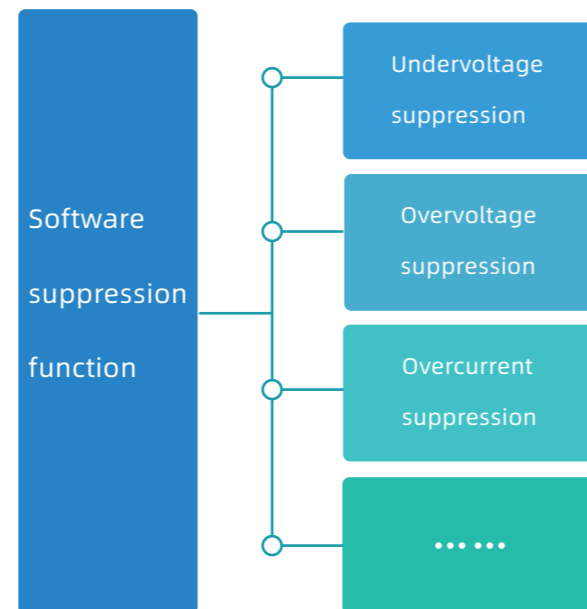 Software
suppression
function
Undervoltage
suppression
Overvoltage
suppression
Overcurrent
suppression
... ...